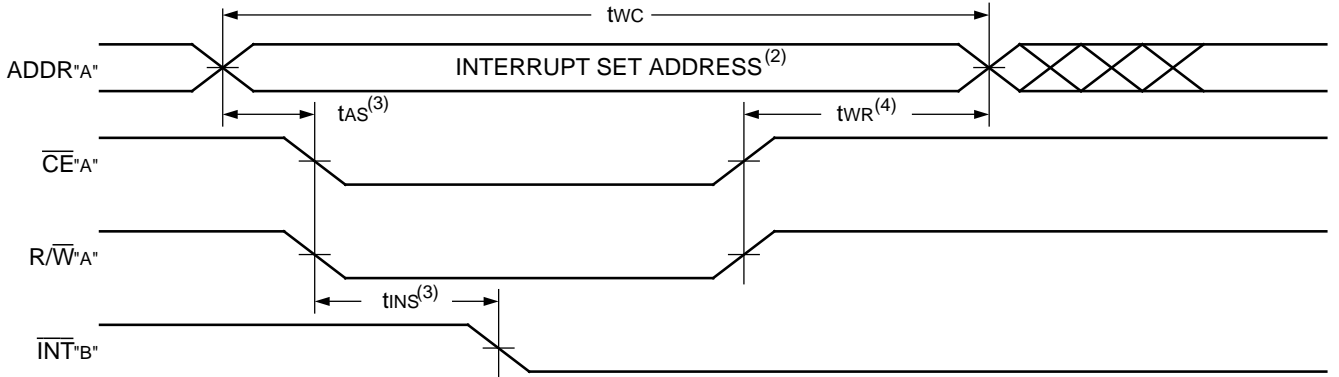 tWC
ADDR"A"
INTERRUPT SET ADDRESS(2)
tAS(3)
tWR(4)
CE"A"
R/W"A"
tINS(3)
INT"B"